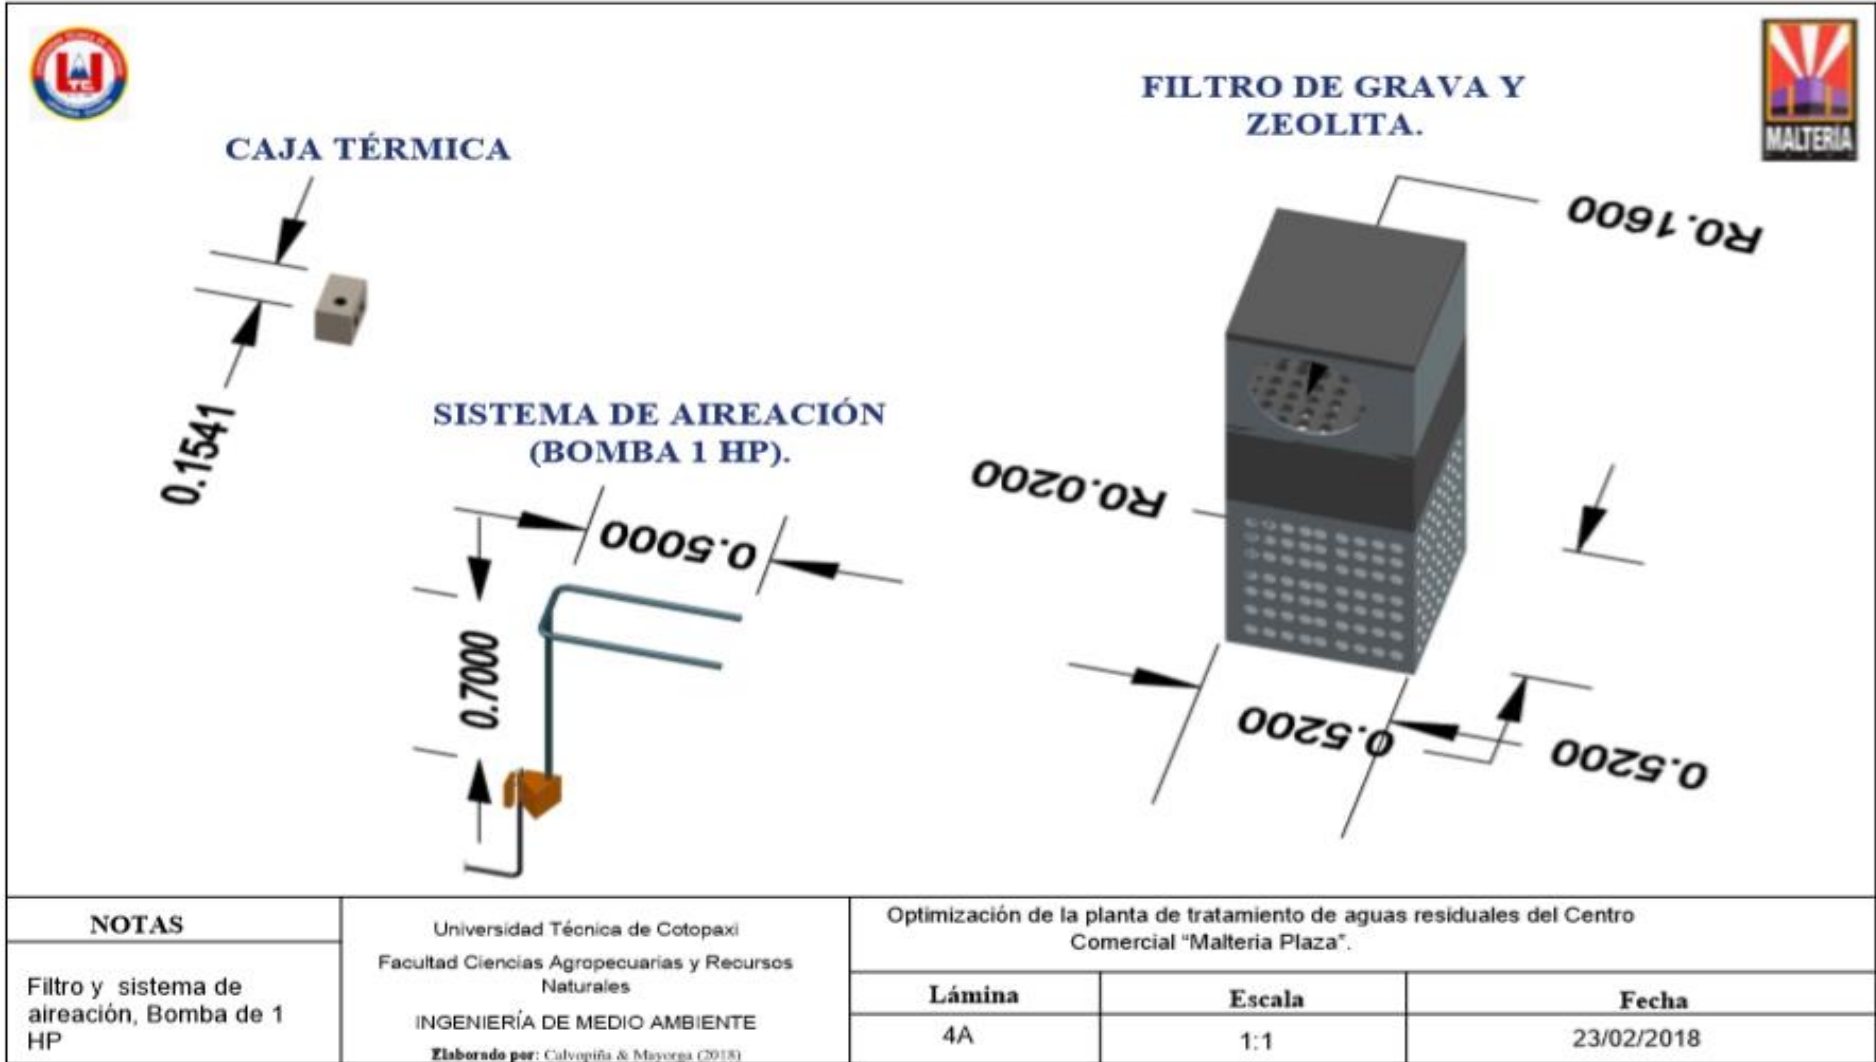 CAJA TÉRMICA
FILTRO DE GRAVA Y
ZEOLITA.
MALTERÍA
R0.1600
0.1541
SISTEMA DE AIREACIÓN
(BOMBA 1 HP).
0.5000
0.7000
R0.0200
0.5200
0.5200
NOTAS
Filtro y sistema de
aireación, Bomba de 1
HP
Universidad Técnica de Cotopaxi
Facultad Ciencias Agropecuarias y Recursos
Naturales
INGENIERÍA DE MEDIO AMBIENTE
Elaborado por: Calvopiña & Mayorga (2018)
Optimización de la planta de tratamiento de aguas residuales del Centro
Comercial “Malteria Plaza”.
Lámina
Escala
Fecha
4A
1:1
23/02/2018